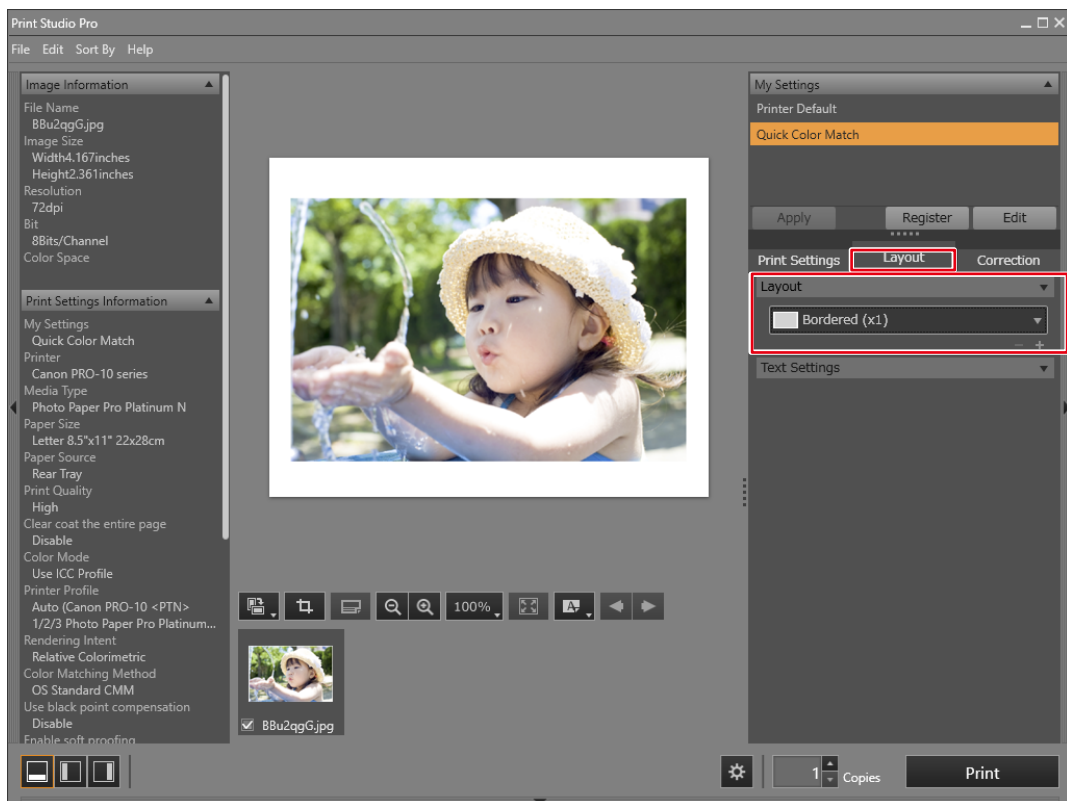 Print Studio Pro
File Edit Sort By Help
Image Information
File Name
BBu2qgG.jpg
Image Size
Width4.167inches
Height2.361inches
Resolution
72dpi
Bit
8Bits/Channel
Color Space
Print Settings Information
My Settings
Quick Color Match
Printer
Canon PRO-10 series
Media Type
Photo Paper Pro Platinum N
Paper Size
Letter 8.5"x11" 22x28cm
Paper Source
Rear Tray
Print Quality
High
Clear coat the entire page
Disable
Color Mode
Use ICC Profile
Printer Profile
Auto (Canon PRO-10 <PTN>
1/2/3 Photo Paper Pro Platinum...
Rendering Intent
Relative Colorimetric
Color Matching Method
OS Standard CMM
Use black point compensation
Disable
Enable soft proofing
100%
A
BBu2qgG.jpg
My Settings
Printer Default
Quick Color Match
Apply Register Edit
Print Settings Layout Correction
Layout
Bordered (x1)
− +
Text Settings
1 Copies Print